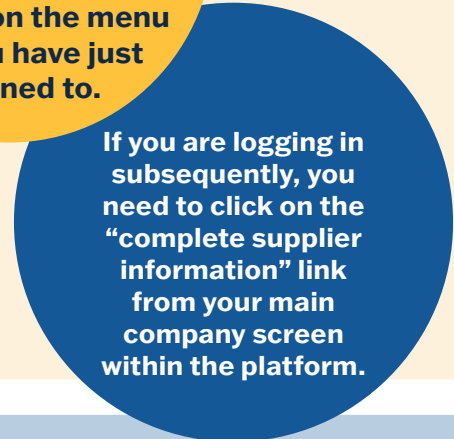 on the menu
have just
to.
If you are logging in
subsequently, you
need to click on the
“complete supplier
information” link
from your main
company screen
within the platform.